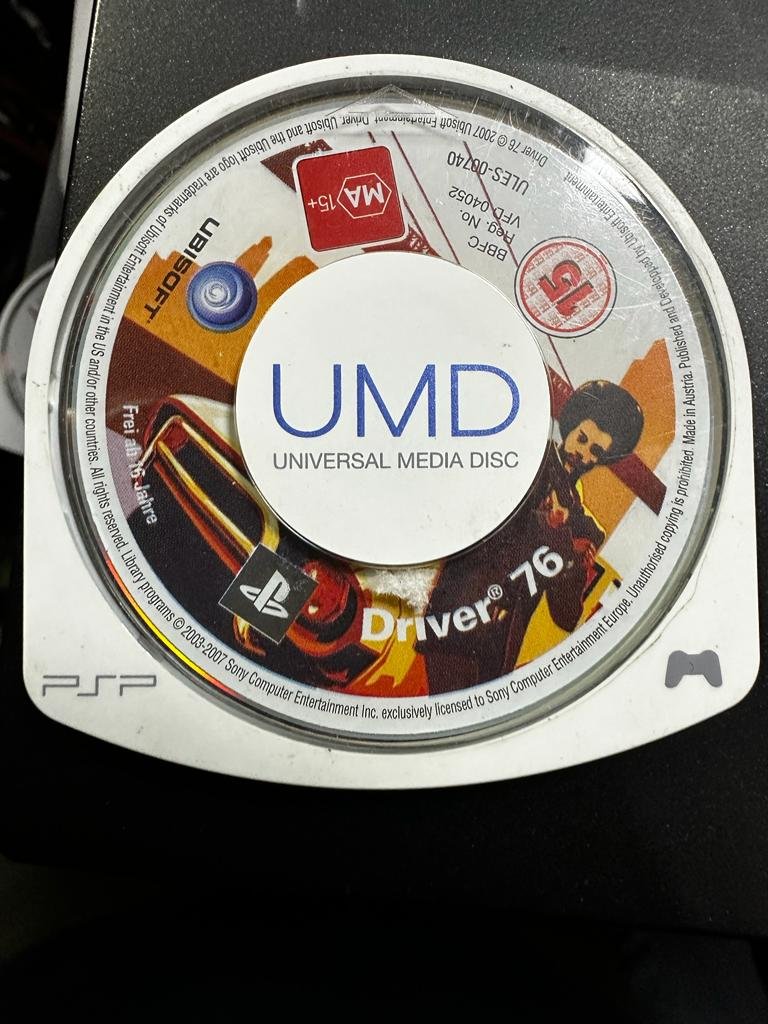 UMD
UNIVERSAL MEDIA DISC
Driver® 76
PSP
UBISOFT™
MA
15+
BBFC
Reg. No.
VFD 04052
ULES-00740
15
Frei ab 16 Jahre
Driver 76 © 2007 Ubisoft Entertainment. Driver, Ubisoft and the Ubisoft logo are trademarks of Ubisoft Entertainment in the US and/or other countries. All rights reserved. Library programs © 2003-2007 Sony Computer Entertainment Inc. exclusively licensed to Sony Computer Entertainment Europe. Unauthorised copying is prohibited. Made in Austria. Published and Developped by Ubisoft Entertainment.